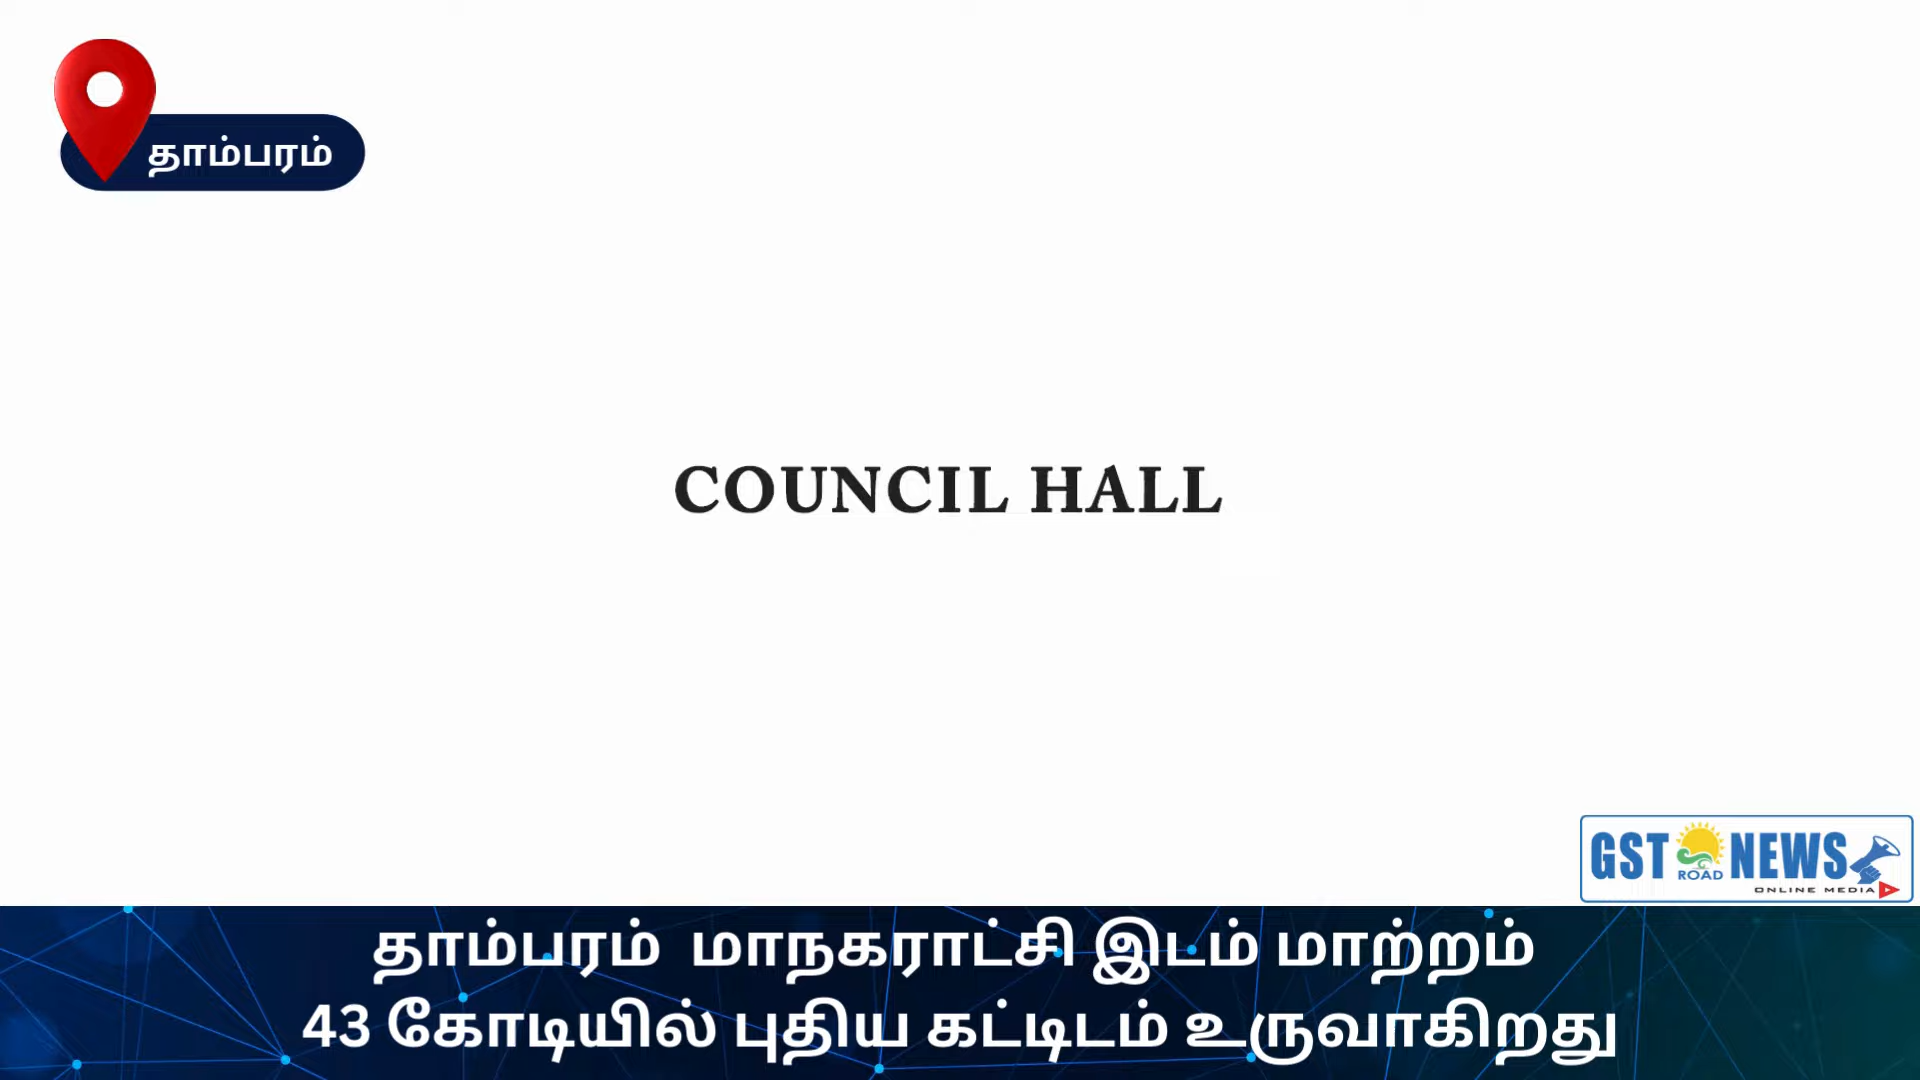 தாம்பரம்
COUNCIL HALL
GST ROAD NEWS
ONLINE MEDIA
தாம்பரம் மாநகராட்சி இடம் மாற்றம்
43 கோடியில் புதிய கட்டிடம் உருவாகிறது